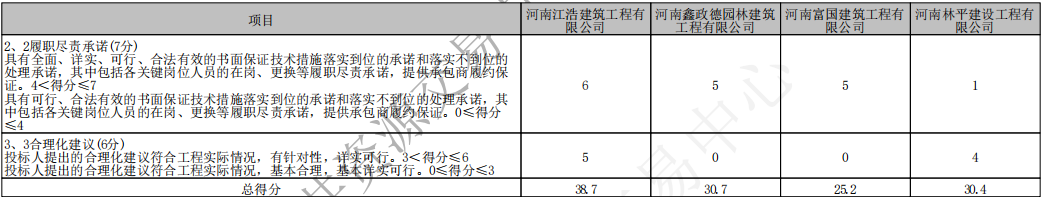 项目 河南江浩建筑工程有限公司 河南鑫政德园林建筑工程有限公司 河南富国建筑工程有限公司 河南林平建设工程有限公司
2、2履职尽责承诺(7分)
具有全面、详实、可行、合法有效的书面保证技术措施落实到位的承诺和落实不到位的
处理承诺，其中包括各关键岗位人员的在岗、更换等履职尽责承诺，提供承包商履约保
证。4<得分≤7
具有可行、合法有效的书面保证技术措施落实到位的承诺和落实不到位的处理承诺，其
中包括各关键岗位人员的在岗、更换等履职尽责承诺，提供承包商履约保证。0≤得分
≤4
6 5 5 1
3、3合理化建议(6分)
投标人提出的合理化建议符合工程实际情况，有针对性，详实可行。3<得分≤6
投标人提出的合理化建议符合工程实际情况，基本合理，基本详实可行。0≤得分≤3
5 0 0 4
总得分 38.7 30.7 25.2 30.4
共资源交易
易中心